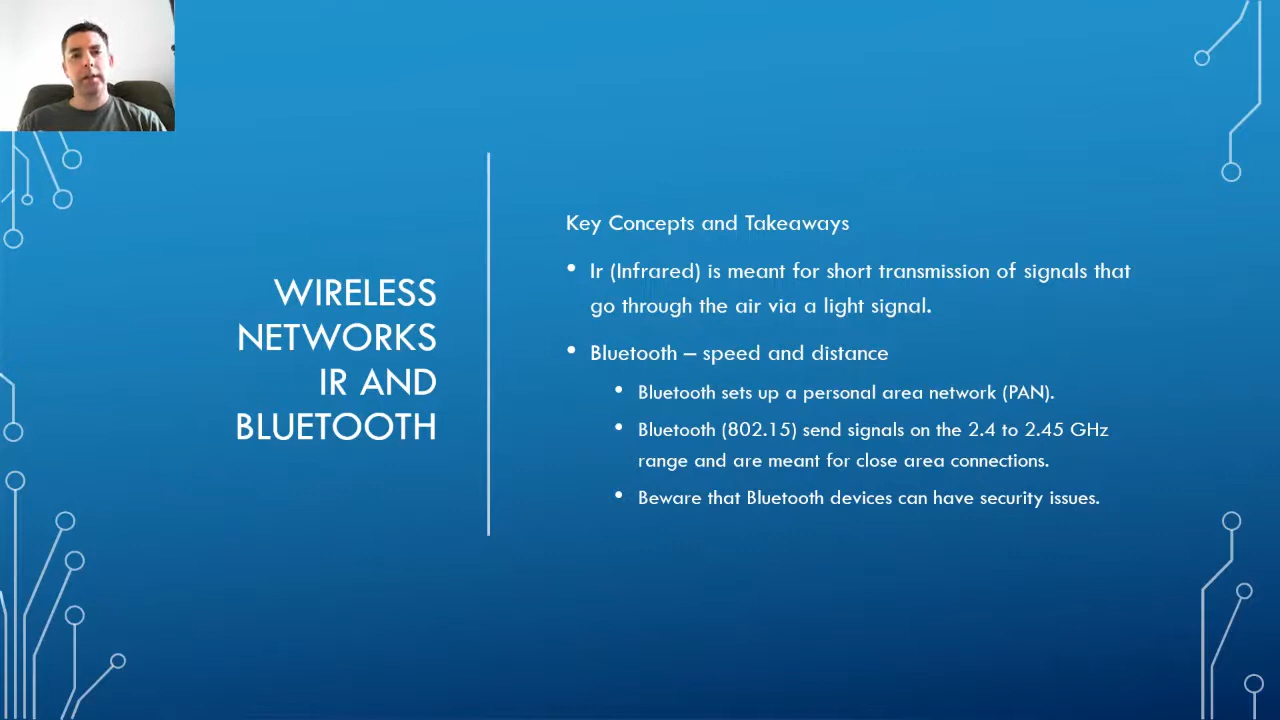 WIRELESS
NETWORKS
IR AND
BLUETOOTH
Key Concepts and Takeaways
• Ir (Infrared) is meant for short transmission of signals that
go through the air via a light signal.
• Bluetooth – speed and distance
• Bluetooth sets up a personal area network (PAN).
• Bluetooth (802.15) send signals on the 2.4 to 2.45 GHz
range and are meant for close area connections.
• Beware that Bluetooth devices can have security issues.